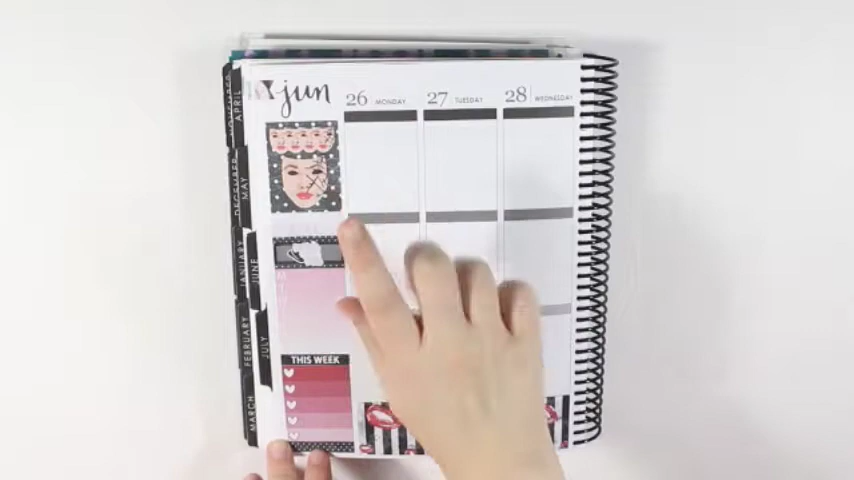 jun
26 MONDAY
27 TUESDAY
28 WEDNESDAY
NOVEMBER
APRIL
DECEMBER
MAY
JANUARY
JUNE
FEBRUARY
JULY
MARCH
THIS WEEK